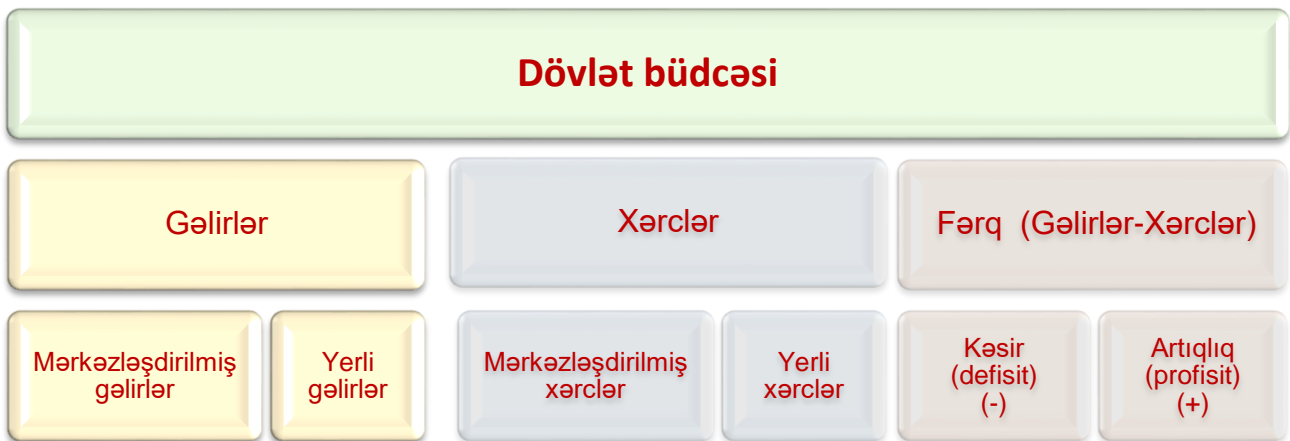 Dövlət büdcəsi
Gəlirlər
Xərclər
Fərq (Gəlirlər-Xərclər)
Mərkəzləşdirilmiş
gəlirlər
Yerli
gəlirlər
Mərkəzləşdirilmiş
xərclər
Yerli
xərclər
Kəsir
(defisit)
(-)
Artıqlıq
(profisit)
(+)